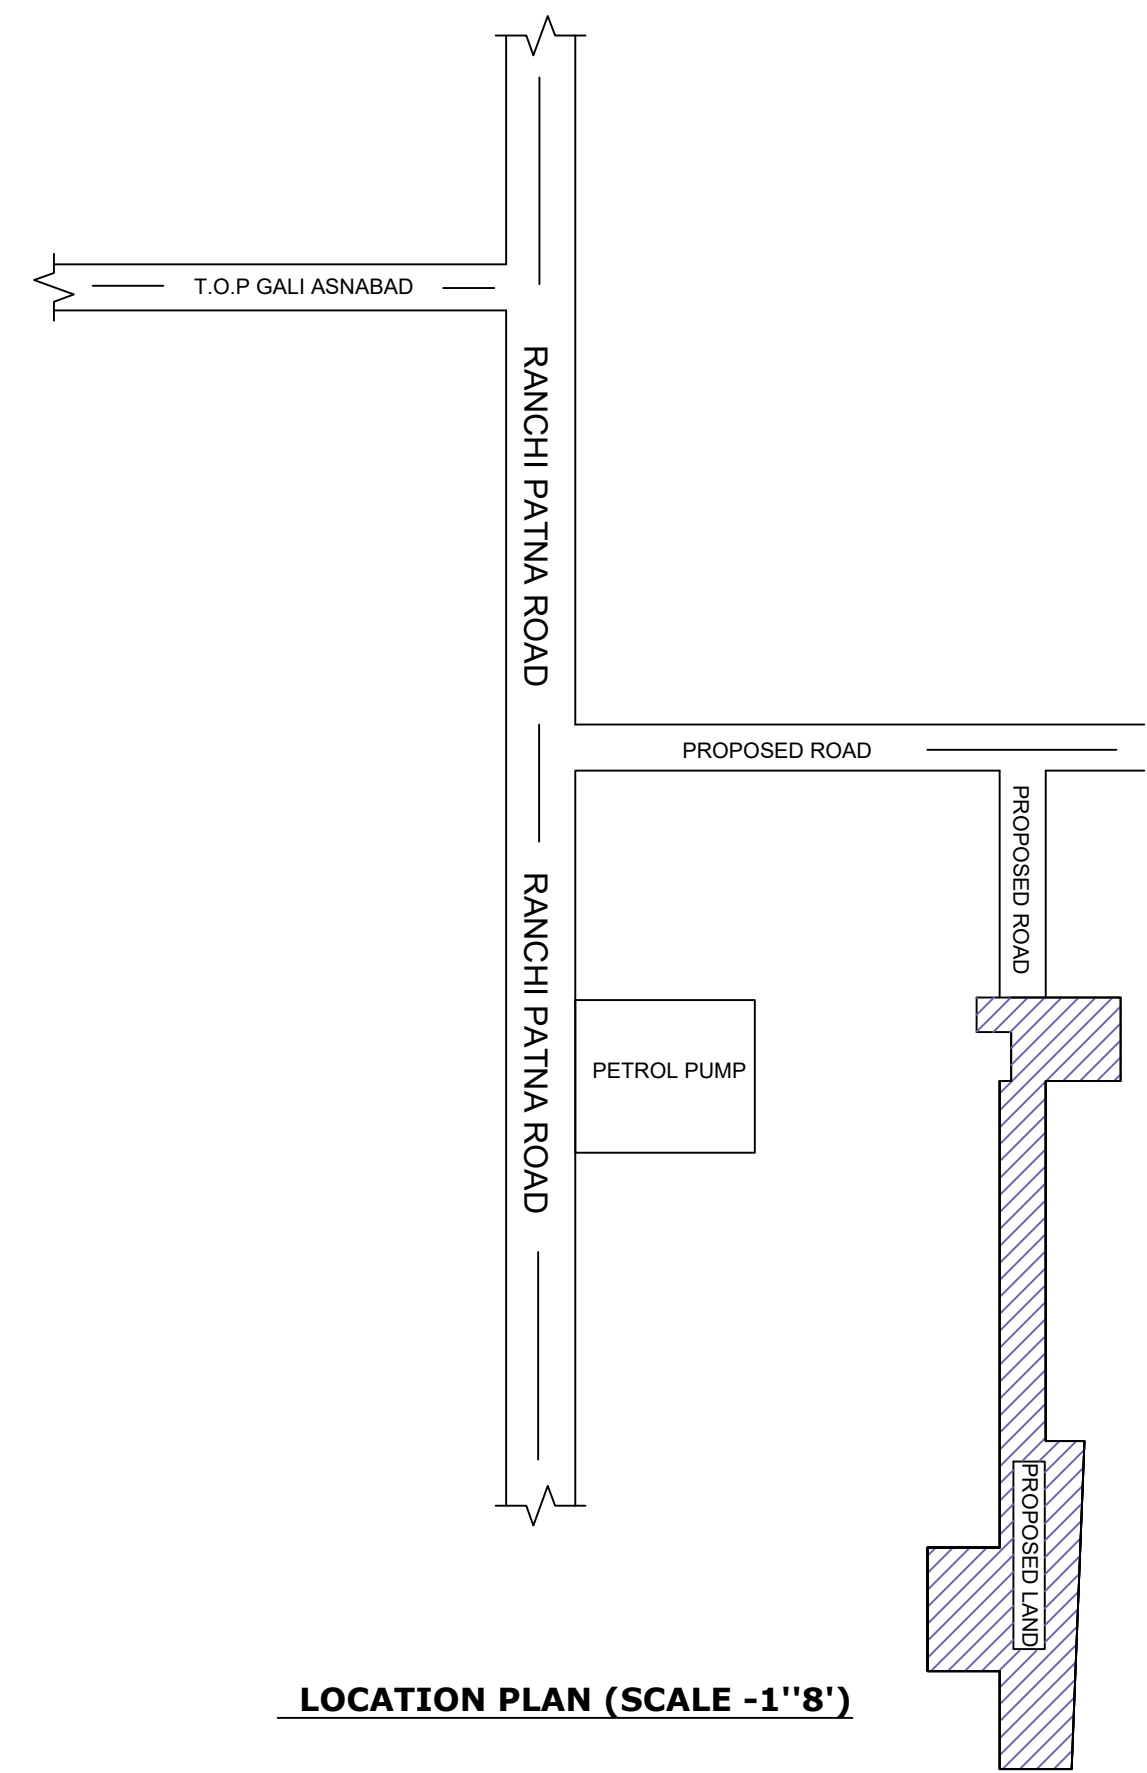 T.O.P GALI ASNABAD
RANCHI PATNA ROAD
PROPOSED ROAD
PROPOSED ROAD
RANCHI PATNA ROAD
PETROL PUMP
PROPOSED LAND
LOCATION PLAN (SCALE -1''8')